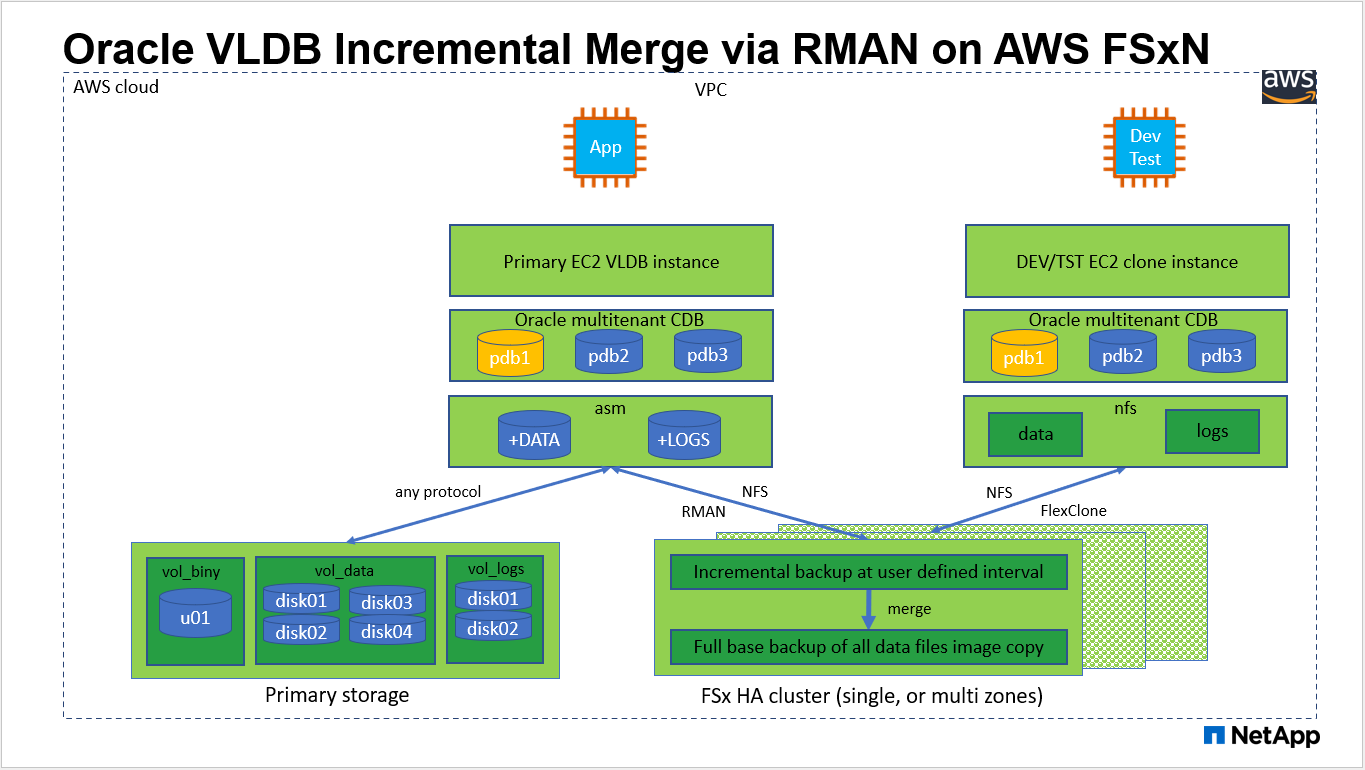 Oracle VLDB Incremental Merge via RMAN on AWS FSxN
AWS cloud
VPC
aws
App
Dev
Test
Primary EC2 VLDB instance
DEV/TST EC2 clone instance
Oracle multitenant CDB
pdb1
pdb2
pdb3
Oracle multitenant CDB
pdb1
pdb2
pdb3
asm
+DATA
+LOGS
nfs
data
logs
any protocol
NFS
RMAN
NFS
FlexClone
vol_biny
u01
vol_data
disk01
disk03
disk02
disk04
vol_logs
disk01
disk02
Primary storage
Incremental backup at user defined interval
merge
Full base backup of all data files image copy
FSx HA cluster (single, or multi zones)
NetApp